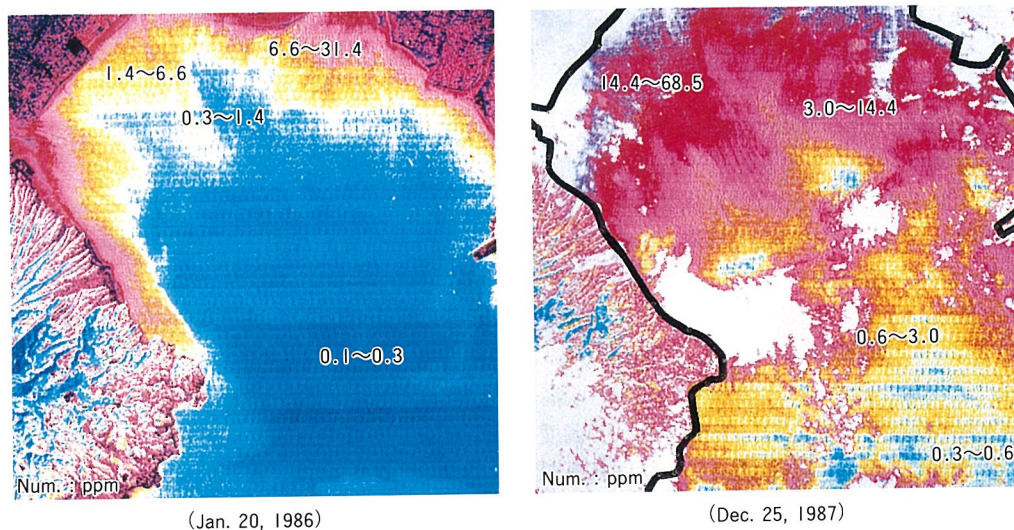 6.6~31.4
1.4~6.6
0.3~1.4
0.1~0.3
Num. : ppm
(Jan. 20, 1986)
14.4~68.5
3.0~14.4
0.6~3.0
0.3~0.6
Num. : ppm
(Dec. 25, 1987)